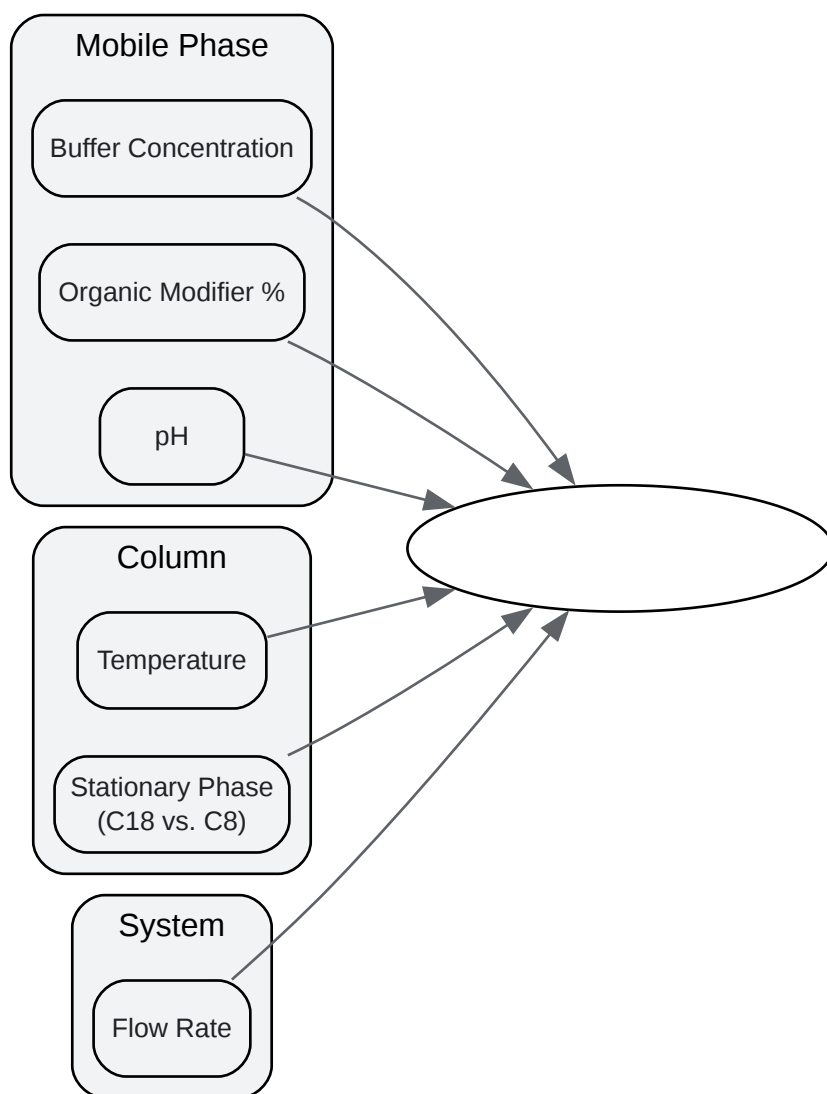 Mobile Phase
Buffer Concentration
Organic Modifier %
pH
Column
Temperature
Stationary Phase
(C18 vs. C8)
System
Flow Rate